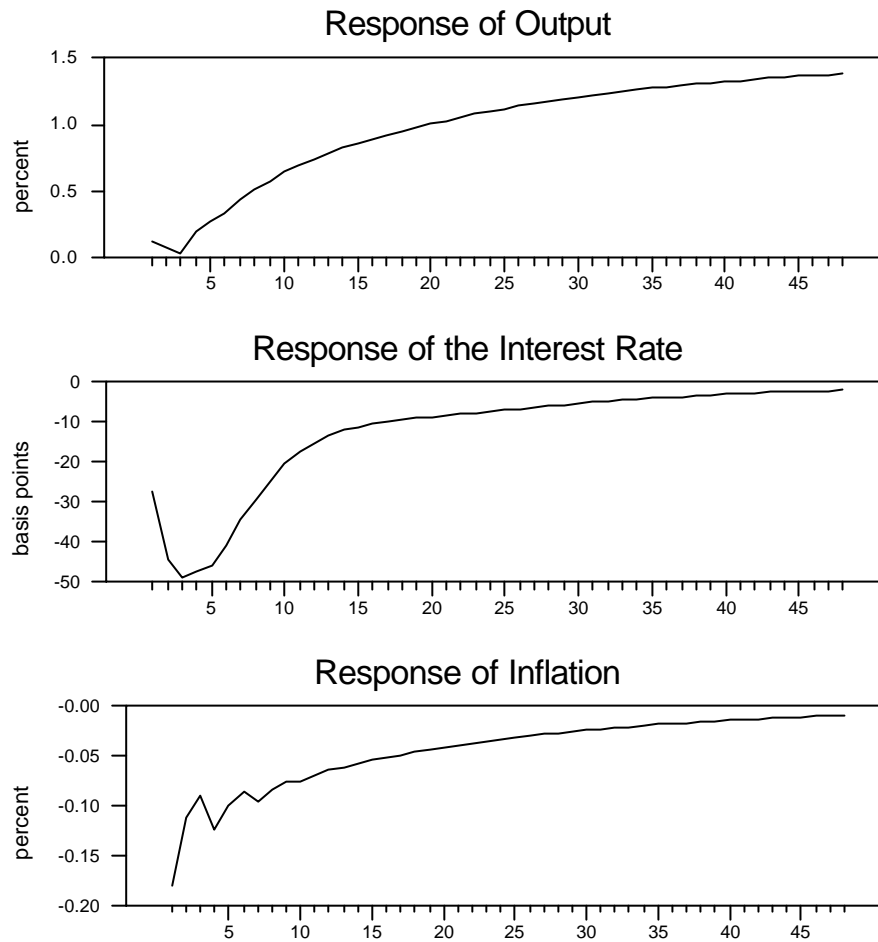 Response of Output
percent
1.5
1.0
0.5
0.0
5 10 15 20 25 30 35 40 45
Response of the Interest Rate
basis points
0
-10
-20
-30
-40
-50
5 10 15 20 25 30 35 40 45
Response of Inflation
percent
-0.00
-0.05
-0.10
-0.15
-0.20
5 10 15 20 25 30 35 40 45